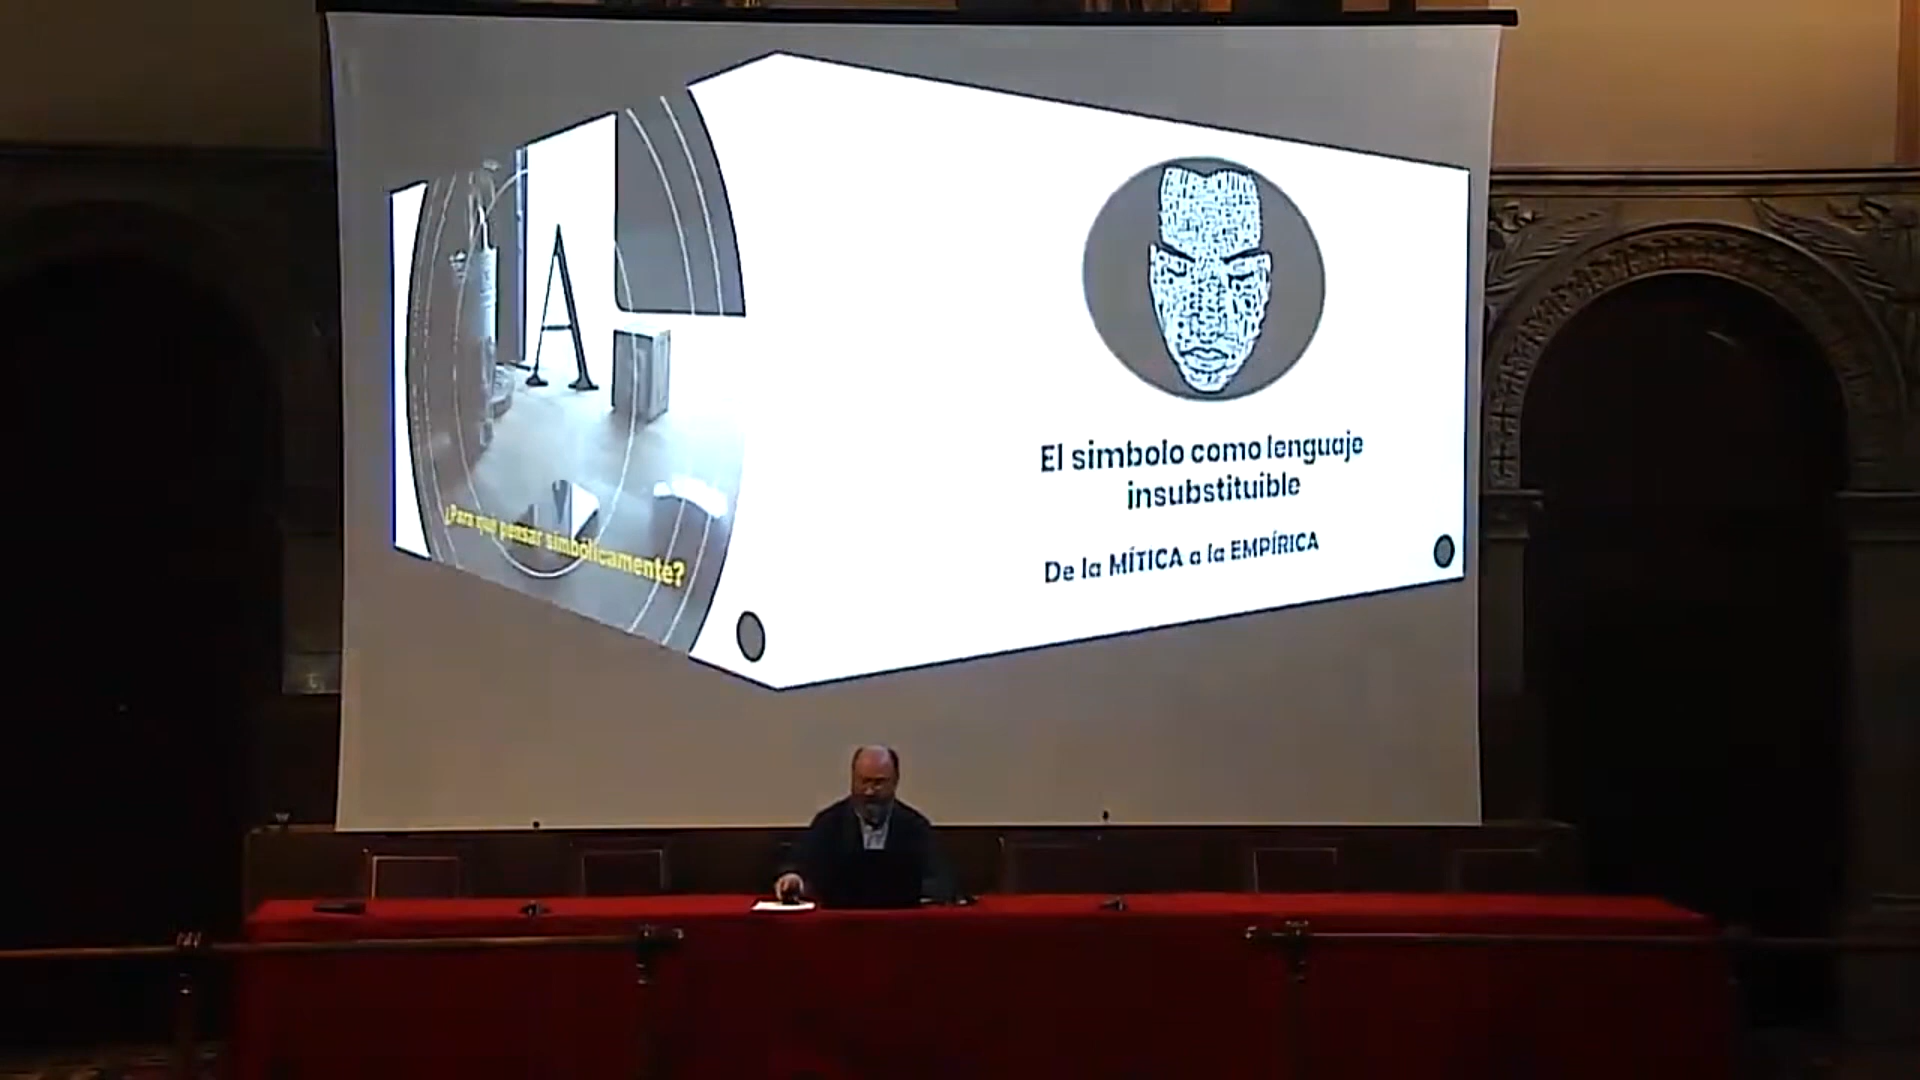 A
¿Para qué pensar simbólicamente?
El simbolo como lenguaje
insubstituible
De la MÍTICA a la EMPÍRICA